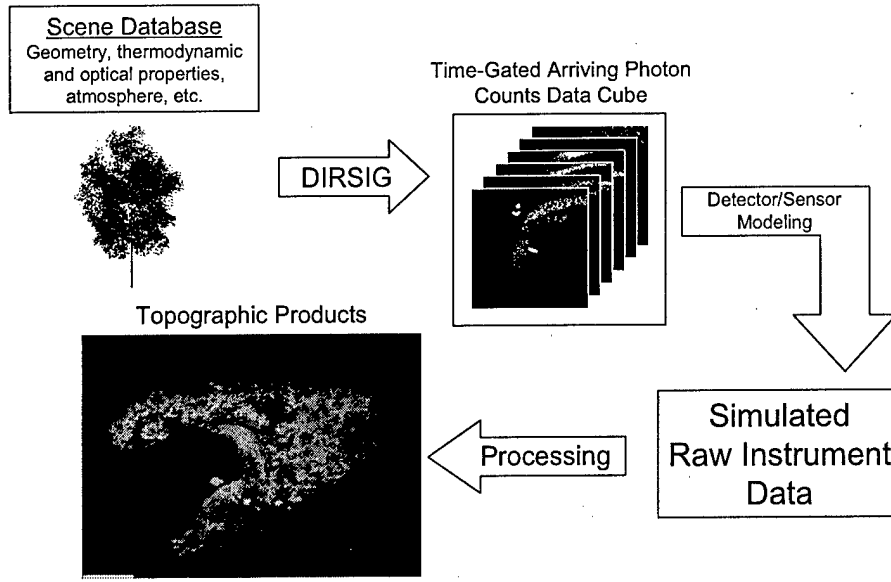 Scene Database
Geometry, thermodynamic
and optical properties,
atmosphere, etc.
DIRSIG
Time-Gated Arriving Photon
Counts Data Cube
Detector/Sensor
Modeling
Simulated
Raw Instrument
Data
Processing
Topographic Products